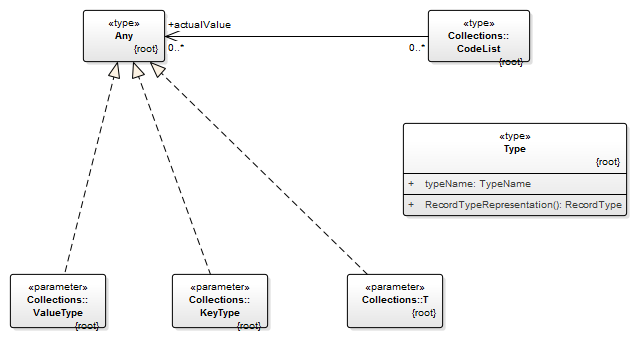 «type»
Any
{root}
+actualValue
0..*
0..*
«type»
Collections::
CodeList
{root}
«type»
Type
{root}
+ typeName: TypeName
+ RecordTypeRepresentation(): RecordType
«parameter»
Collections::
ValueType
{root}
«parameter»
Collections::
KeyType
{root}
«parameter»
Collections::T
{root}